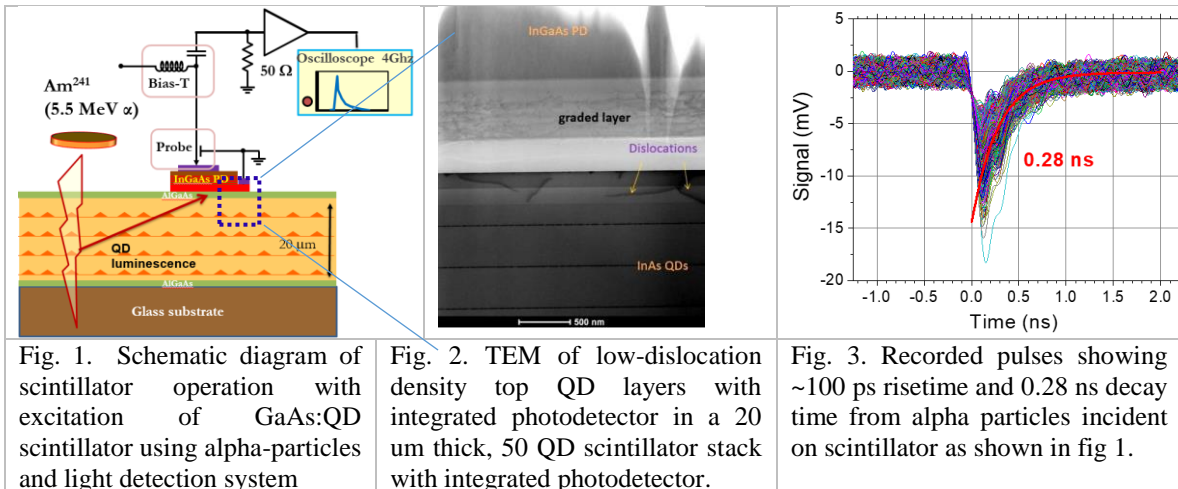 Am241
(5.5 MeV α)
Bias-T
50 Ω
Oscilloscope 4Ghz
Probe
InGaAs PD
AlGaAs
QD
luminescence
20 µm
AlGaAs
Glass substrate
InGaAs PD
graded layer
Dislocations
InAs QDs
500 nm
Signal (mV)
0
-5
-10
-15
-20
0.28 ns
-1.0 -0.5 0.0 0.5 1.0 1.5 2.0
Time (ns)
Fig. 1. Schematic diagram of
scintillator operation with
excitation of GaAs:QD
scintillator using alpha-particles
and light detection system
Fig. 2. TEM of low-dislocation
density top QD layers with
integrated photodetector in a 20
um thick, 50 QD scintillator stack
with integrated photodetector.
Fig. 3. Recorded pulses showing
~100 ps risetime and 0.28 ns decay
time from alpha particles incident
on scintillator as shown in fig 1.